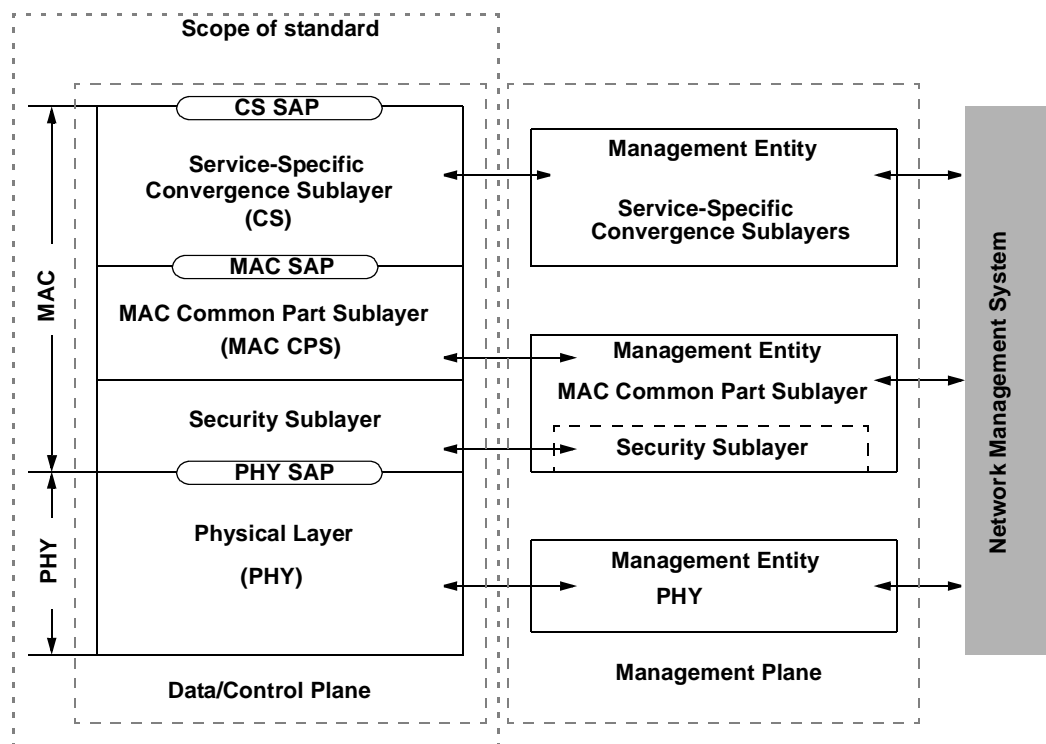 Scope of standard
CS SAP
Service-Specific
Convergence Sublayer
(CS)
MAC SAP
MAC Common Part Sublayer
(MAC CPS)
Security Sublayer
PHY SAP
Physical Layer
(PHY)
Data/Control Plane
MAC
PHY
Management Entity
Service-Specific
Convergence Sublayers
Management Entity
MAC Common Part Sublayer
Security Sublayer
Management Entity
PHY
Management Plane
Network Management System